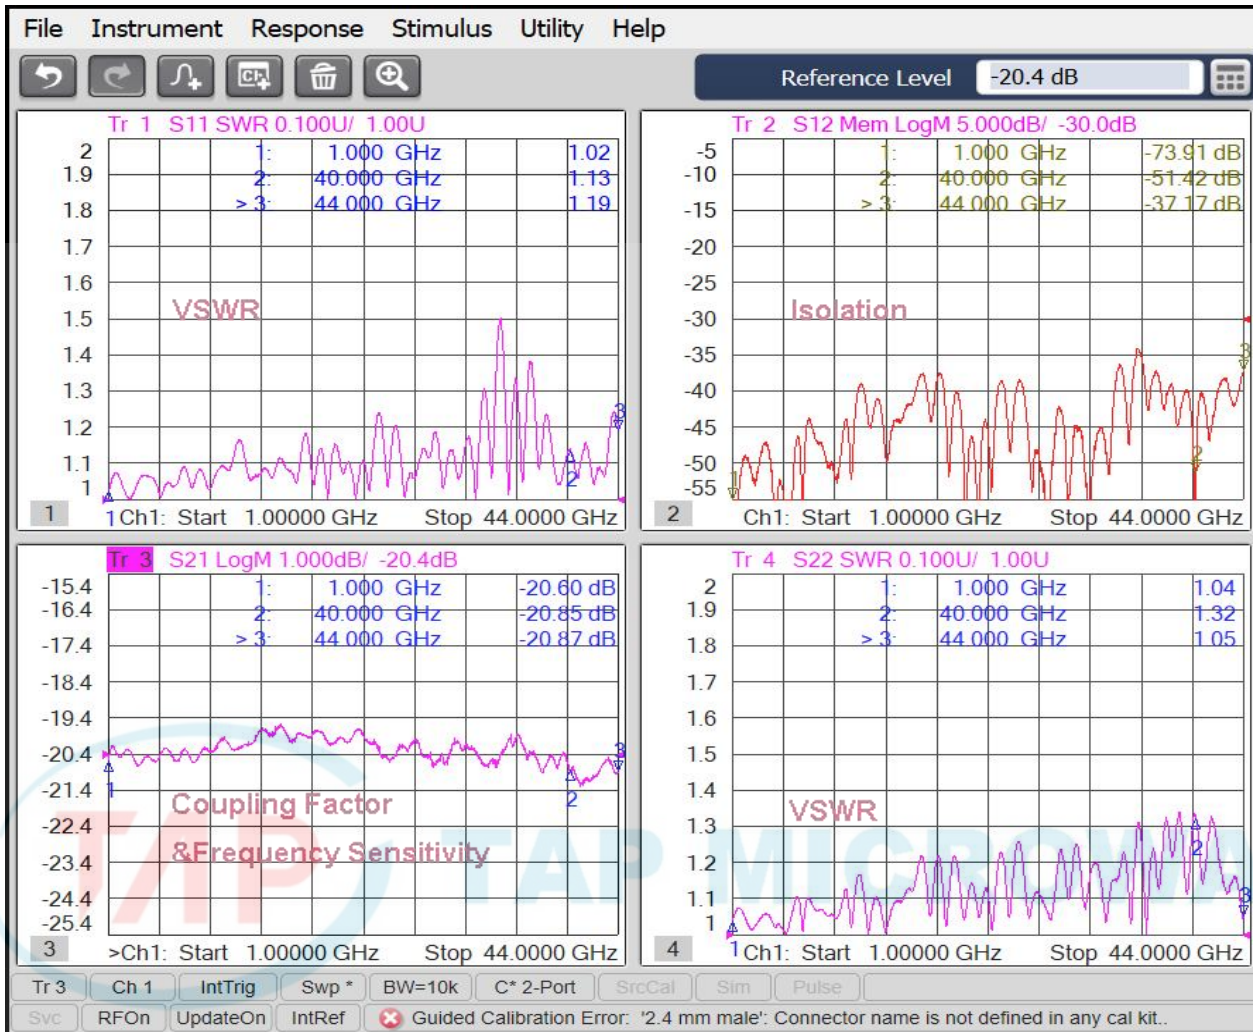 File Instrument Response Stimulus Utility Help
Reference Level -20.4 dB
Tr 1 S11 SWR 0.100U/ 1.00U
1: 1.000 GHz 1.02
2: 40.000 GHz 1.13
> 3: 44.000 GHz 1.19
2
1.9
1.8
1.7
1.6
1.5
1.4
1.3
1.2
1.1
1
VSWR
3
2
1
1 Ch1: Start 1.00000 GHz Stop 44.0000 GHz
Tr 2 S12 Mem LogM 5.000dB/ -30.0dB
1: 1.000 GHz -73.91 dB
2: 40.000 GHz -51.42 dB
> 3: 44.000 GHz -37.17 dB
-5
-10
-15
-20
-25
-30
-35
-40
-45
-50
-55
Isolation
3
1
2
2 Ch1: Start 1.00000 GHz Stop 44.0000 GHz
Tr 3 S21 LogM 1.000dB/ -20.4dB
1: 1.000 GHz -20.60 dB
2: 40.000 GHz -20.85 dB
> 3: 44.000 GHz -20.87 dB
-15.4
-16.4
-17.4
-18.4
-19.4
-20.4
-21.4
-22.4
-23.4
-24.4
-25.4
3
1
2
Coupling Factor
&Frequency Sensitivity
3 >Ch1: Start 1.00000 GHz Stop 44.0000 GHz
Tr 4 S22 SWR 0.100U/ 1.00U
1: 1.000 GHz 1.04
2: 40.000 GHz 1.32
> 3: 44.000 GHz 1.05
2
1.9
1.8
1.7
1.6
1.5
1.4
1.3
1.2
1.1
1
VSWR
2
3
1
4 Ch1: Start 1.00000 GHz Stop 44.0000 GHz
TAP TAP MICROWA
Tr 3 Ch 1 IntTrig Swp * BW=10k C* 2-Port SrcCal Sim Pulse
Svc RFOn UpdateOn IntRef Guided Calibration Error: '2.4 mm male': Connector name is not defined in any cal kit..